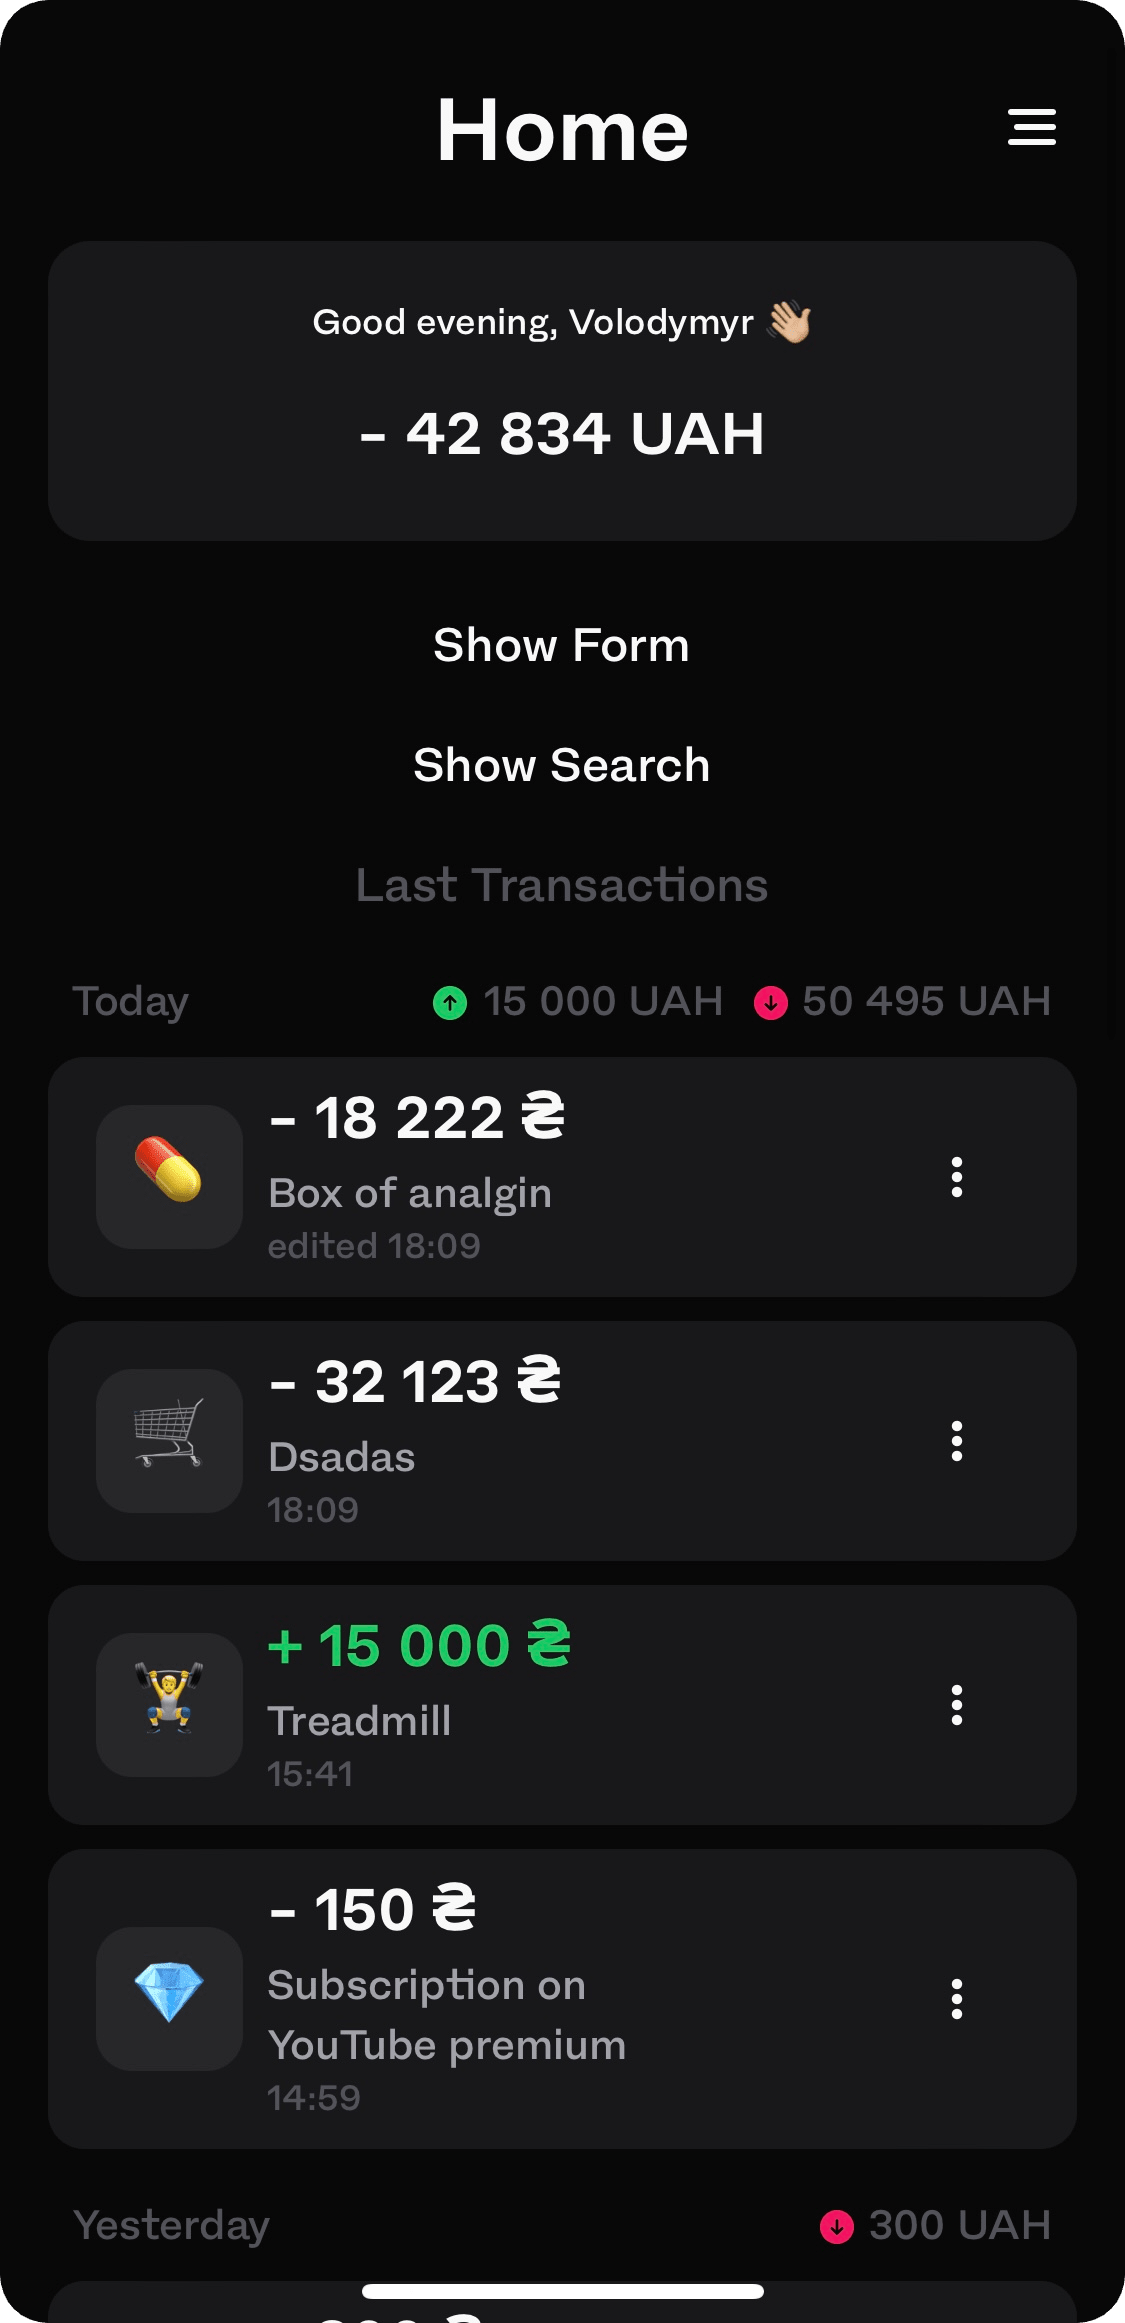 Home
Good evening, Volodymyr 👋🏼
- 42 834 UAH
Show Form
Show Search
Last Transactions
Today 15 000 UAH 50 495 UAH
- 18 222 ₴
Box of analgin
edited 18:09
- 32 123 ₴
Dsadas
18:09
+ 15 000 ₴
Treadmill
15:41
- 150 ₴
Subscription on
YouTube premium
14:59
Yesterday 300 UAH